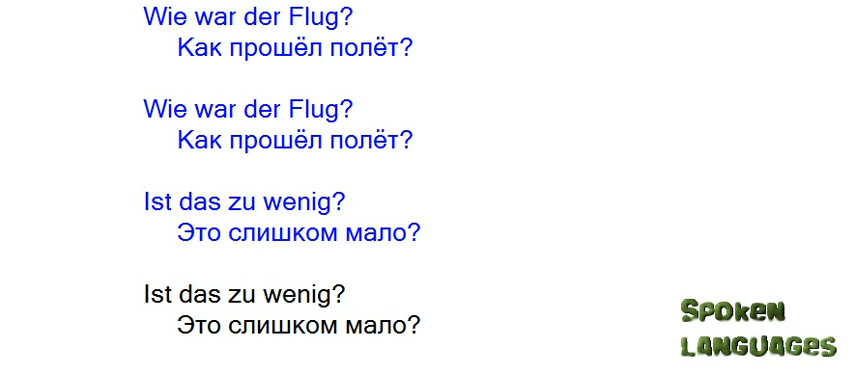 Wie war der Flug?
Как прошёл полёт?
Wie war der Flug?
Как прошёл полёт?
Ist das zu wenig?
Это слишком мало?
Ist das zu wenig?
Это слишком мало?
Spoken
Languages